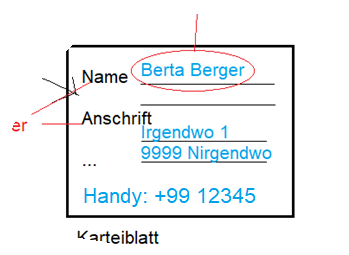 Name Berta Berger
er
Anschrift
Irgendwo 1
9999 Nirgendwo
...
Handy: +99 12345
Karteiblatt